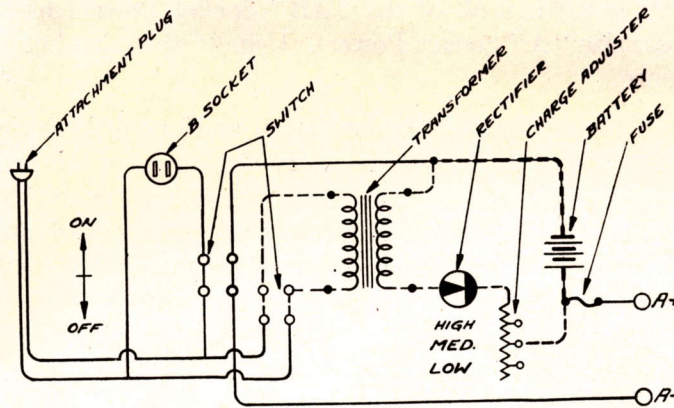 ATTACHMENT PLUG
B SOCKET
SWITCH
TRANSFORMER
RECTIFIER
CHARGE ADJUSTER
BATTERY
FUSE
ON
OFF
HIGH
MED.
LOW
A+
A-